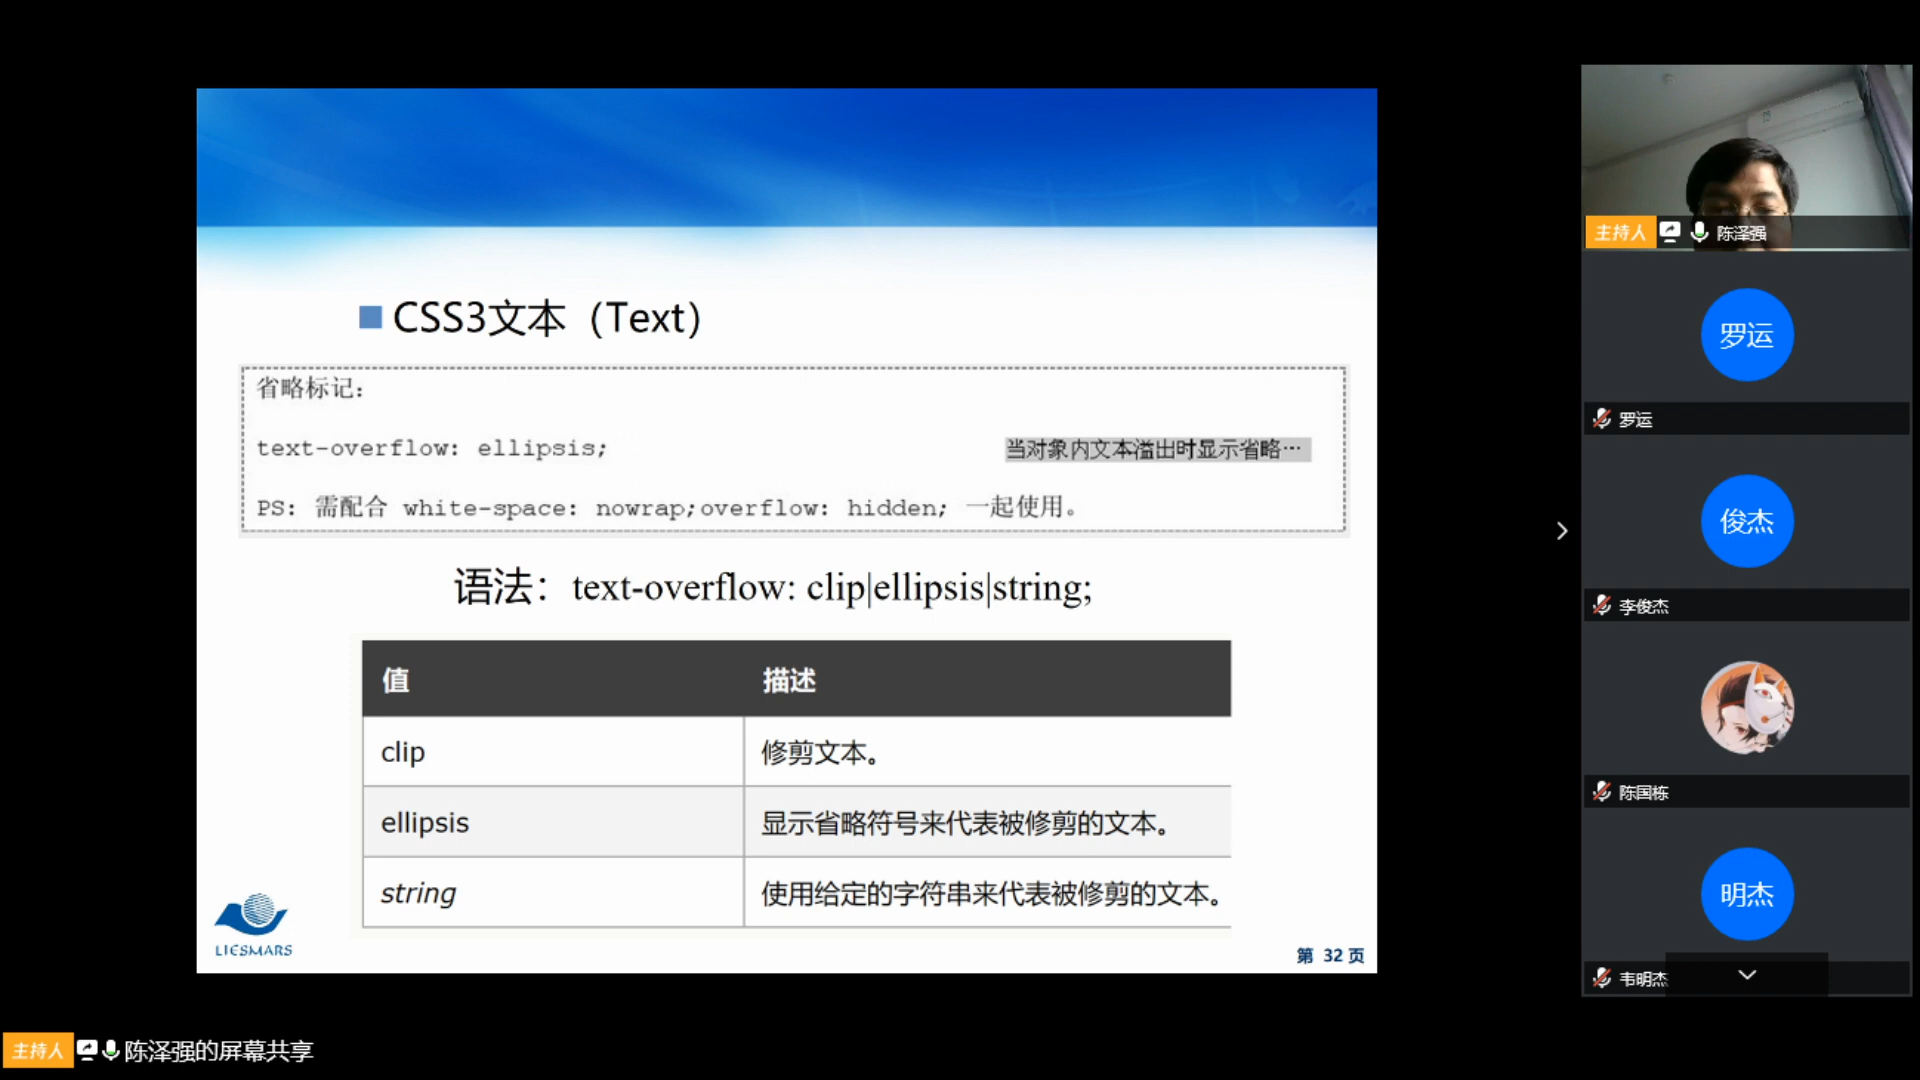 CSS3文本（Text）
省略标记：
text-overflow: ellipsis;
当对象内文本溢出时显示省略…
PS: 需配合 white-space: nowrap;overflow: hidden; 一起使用。
语法：text-overflow: clip|ellipsis|string;
值 描述
clip 修剪文本。
ellipsis 显示省略符号来代表被修剪的文本。
string 使用给定的字符串来代表被修剪的文本。
LIESMARS
第 32 页
主持人 陈泽强
罗运
罗运
俊杰
李俊杰
陈国栋
明杰
韦明杰
主持人 陈泽强的屏幕共享